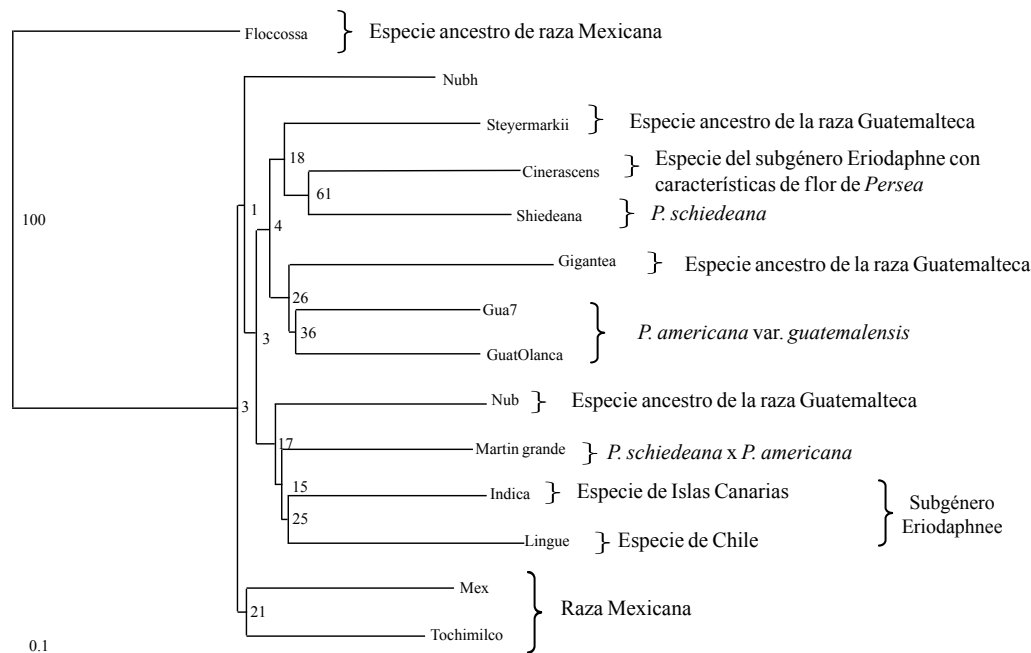 Floccossa
Especie ancestro de raza Mexicana
Nubh
Steyermarkii
Especie ancestro de la raza Guatemalteca
18
Cinerascens
Especie del subgénero Eriodaphne con
características de flor de Persea
61
Shiedeana
P. schiedeana
100
1
4
Gigantea
Especie ancestro de la raza Guatemalteca
26
Gua7
36
P. americana var. guatemalensis
3
GuatOlanca
Nub
Especie ancestro de la raza Guatemalteca
3
17
Martin grande
P. schiedeana x P. americana
15
Indica
Especie de Islas Canarias
Subgénero
Eriodaphnee
25
Lingue
Especie de Chile
Mex
21
Raza Mexicana
Tochimilco
0.1